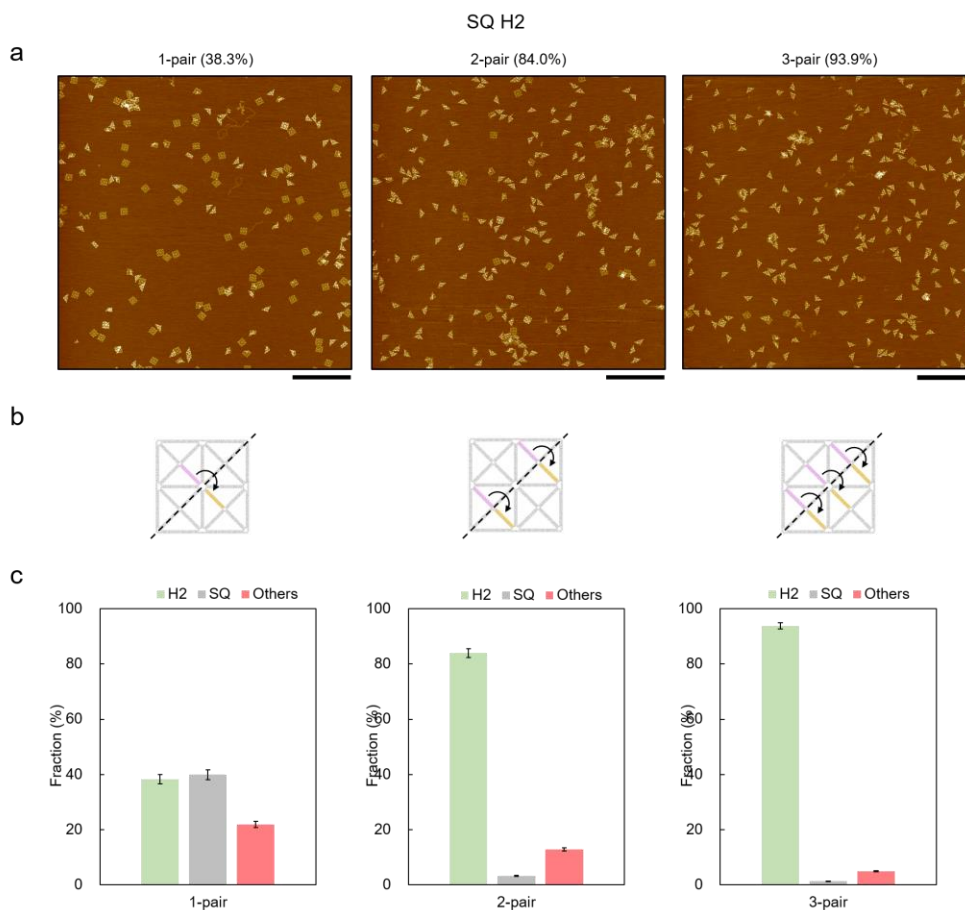 SQ H2
a
1-pair (38.3%)
2-pair (84.0%)
3-pair (93.9%)
b
c
H2 SQ Others
H2 SQ Others
H2 SQ Others
100
80
60
40
20
0
Fraction (%)
1-pair
100
80
60
40
20
0
Fraction (%)
2-pair
100
80
60
40
20
0
Fraction (%)
3-pair